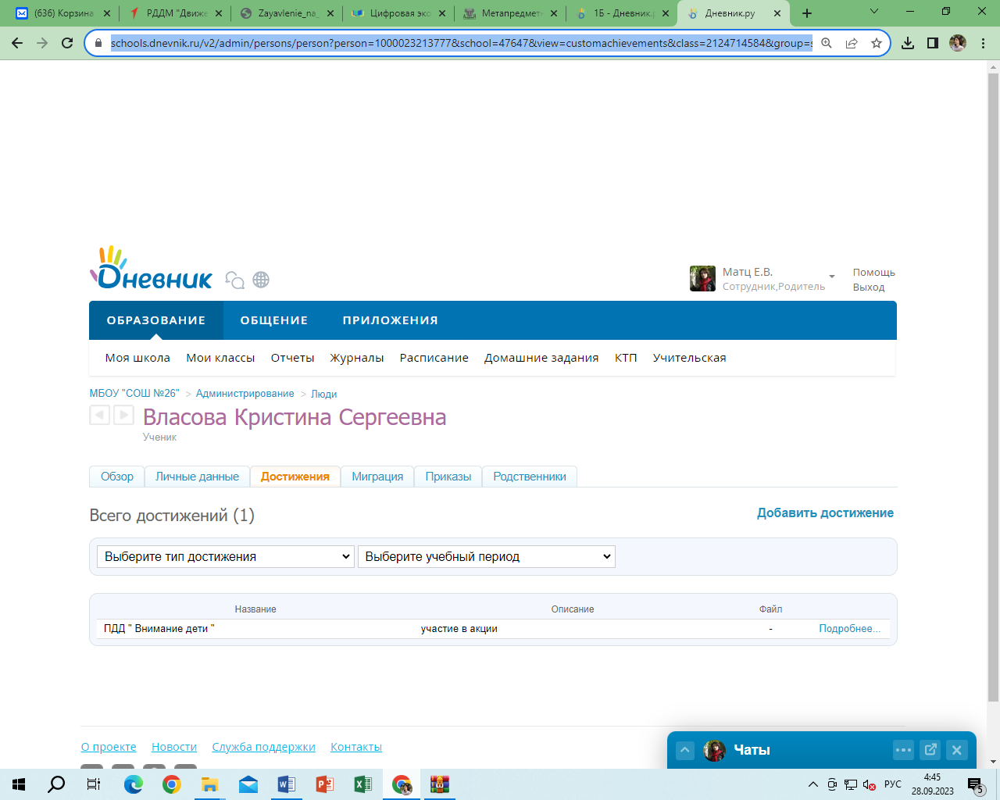 (636) Корзина
РДДМ "Движе
Zayavlenie_na_
Цифровая эко
Метапредметн
1Б - Дневник.р
Дневник.ру
schools.dnevnik.ru/v2/admin/persons/person?person=1000023213777&school=47647&view=customachievements&class=2124714584&group=s
Дневник
Матц Е.В.
Сотрудник,Родитель
Помощь
Выход
ОБРАЗОВАНИЕ ОБЩЕНИЕ ПРИЛОЖЕНИЯ
Моя школа Мои классы Отчеты Журналы Расписание Домашние задания КТП Учительская
МБОУ "СОШ №26" > Администрирование > Люди
Власова Кристина Сергеевна
Ученик
Обзор Личные данные Достижения Миграция Приказы Родственники
Всего достижений (1)
Добавить достижение
Выберите тип достижения Выберите учебный период
Название Описание Файл
ПДД " Внимание дети " участие в акции - Подробнее...
О проекте Новости Служба поддержки Контакты
Чаты
РУС
4:45
28.09.2023
5